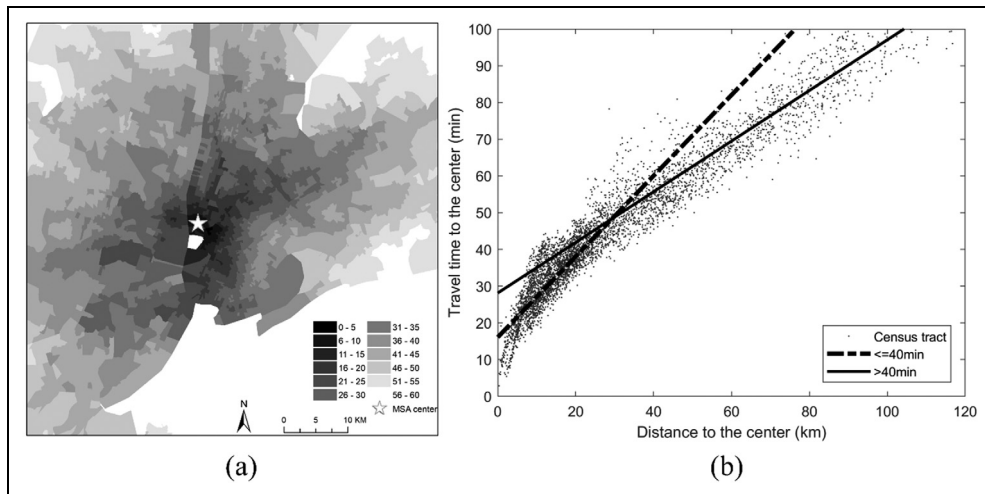 0 - 5 31 - 35
6 - 10 36 - 40
11 - 15 41 - 45
16 - 20 46 - 50
21 - 25 51 - 55
26 - 30 56 - 60
MSA center
N
0 5 10 KM
(a)
Travel time to the center (min)
100
90
80
70
60
50
40
30
20
10
0
Census tract
<=40min
>40min
0 20 40 60 80 100 120
Distance to the center (km)
(b)